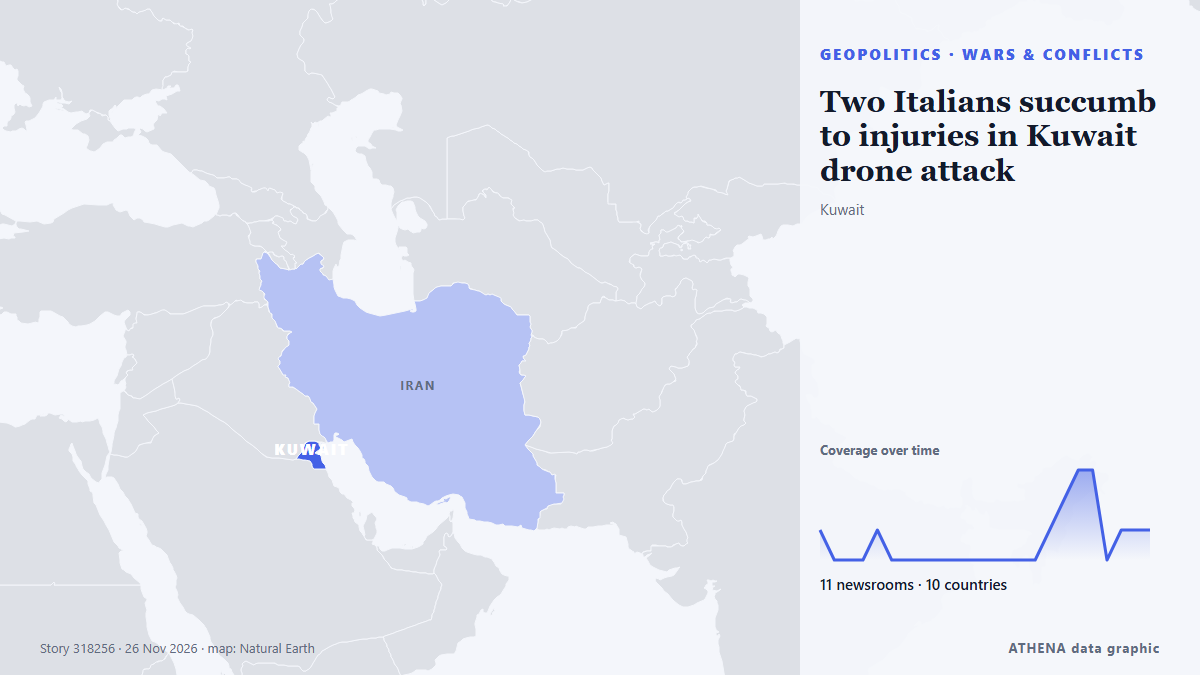 GEOPOLITICS · WARS & CONFLICTS
Two Italians succumb
to injuries in Kuwait
drone attack
Kuwait
IRAN
KUWAIT
Coverage over time
11 newsrooms · 10 countries
Story 318256 · 26 Nov 2026 · map: Natural Earth
ATHENA data graphic